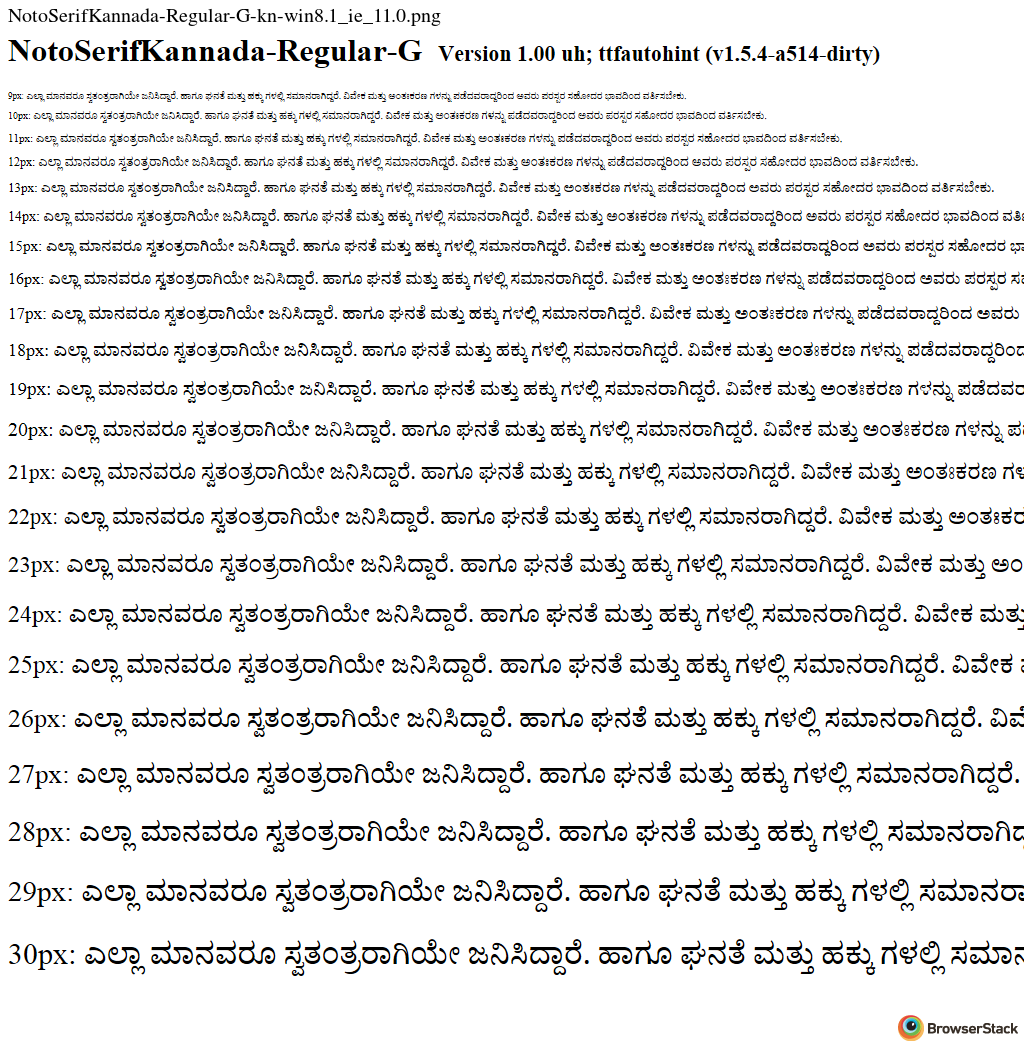 NotoSerifKannada-Regular-G-kn-win8.1_ie_11.0.png
NotoSerifKannada-Regular-G Version 1.00 uh; ttfautohint (v1.5.4-a514-dirty)
9px: ಎಲ್ಲಾ ಮಾನವರೂ ಸ್ವತಂತ್ರರಾಗಿಯೇ ಜನಿಸಿದ್ದಾರೆ. ಹಾಗೂ ಘನತೆ ಮತ್ತು ಹಕ್ಕು ಗಳಲ್ಲಿ ಸಮಾನರಾಗಿದ್ದರೆ. ವಿವೇಕ ಮತ್ತು ಅಂತಃಕರಣ ಗಳನ್ನು ಪಡೆದವರಾದ್ದರಿಂದ ಅವರು ಪರಸ್ಪರ ಸಹೋದರ ಭಾವದಿಂದ ವರ್ತಿಸಬೇಕು.
10px: ಎಲ್ಲಾ ಮಾನವರೂ ಸ್ವತಂತ್ರರಾಗಿಯೇ ಜನಿಸಿದ್ದಾರೆ. ಹಾಗೂ ಘನತೆ ಮತ್ತು ಹಕ್ಕು ಗಳಲ್ಲಿ ಸಮಾನರಾಗಿದ್ದರೆ. ವಿವೇಕ ಮತ್ತು ಅಂತಃಕರಣ ಗಳನ್ನು ಪಡೆದವರಾದ್ದರಿಂದ ಅವರು ಪರಸ್ಪರ ಸಹೋದರ ಭಾವದಿಂದ ವರ್ತಿಸಬೇಕು.
11px: ಎಲ್ಲಾ ಮಾನವರೂ ಸ್ವತಂತ್ರರಾಗಿಯೇ ಜನಿಸಿದ್ದಾರೆ. ಹಾಗೂ ಘನತೆ ಮತ್ತು ಹಕ್ಕು ಗಳಲ್ಲಿ ಸಮಾನರಾಗಿದ್ದರೆ. ವಿವೇಕ ಮತ್ತು ಅಂತಃಕರಣ ಗಳನ್ನು ಪಡೆದವರಾದ್ದರಿಂದ ಅವರು ಪರಸ್ಪರ ಸಹೋದರ ಭಾವದಿಂದ ವರ್ತಿಸಬೇಕು.
12px: ಎಲ್ಲಾ ಮಾನವರೂ ಸ್ವತಂತ್ರರಾಗಿಯೇ ಜನಿಸಿದ್ದಾರೆ. ಹಾಗೂ ಘನತೆ ಮತ್ತು ಹಕ್ಕು ಗಳಲ್ಲಿ ಸಮಾನರಾಗಿದ್ದರೆ. ವಿವೇಕ ಮತ್ತು ಅಂತಃಕರಣ ಗಳನ್ನು ಪಡೆದವರಾದ್ದರಿಂದ ಅವರು ಪರಸ್ಪರ ಸಹೋದರ ಭಾವದಿಂದ ವರ್ತಿಸಬೇಕು.
13px: ಎಲ್ಲಾ ಮಾನವರೂ ಸ್ವತಂತ್ರರಾಗಿಯೇ ಜನಿಸಿದ್ದಾರೆ. ಹಾಗೂ ಘನತೆ ಮತ್ತು ಹಕ್ಕು ಗಳಲ್ಲಿ ಸಮಾನರಾಗಿದ್ದರೆ. ವಿವೇಕ ಮತ್ತು ಅಂತಃಕರಣ ಗಳನ್ನು ಪಡೆದವರಾದ್ದರಿಂದ ಅವರು ಪರಸ್ಪರ ಸಹೋದರ ಭಾವದಿಂದ ವರ್ತಿಸಬೇಕು.
14px: ಎಲ್ಲಾ ಮಾನವರೂ ಸ್ವತಂತ್ರರಾಗಿಯೇ ಜನಿಸಿದ್ದಾರೆ. ಹಾಗೂ ಘನತೆ ಮತ್ತು ಹಕ್ಕು ಗಳಲ್ಲಿ ಸಮಾನರಾಗಿದ್ದರೆ. ವಿವೇಕ ಮತ್ತು ಅಂತಃಕರಣ ಗಳನ್ನು ಪಡೆದವರಾದ್ದರಿಂದ ಅವರು ಪರಸ್ಪರ ಸಹೋದರ ಭಾವದಿಂದ
15px: ಎಲ್ಲಾ ಮಾನವರೂ ಸ್ವತಂತ್ರರಾಗಿಯೇ ಜನಿಸಿದ್ದಾರೆ. ಹಾಗೂ ಘನತೆ ಮತ್ತು ಹಕ್ಕು ಗಳಲ್ಲಿ ಸಮಾನರಾಗಿದ್ದರೆ. ವಿವೇಕ ಮತ್ತು ಅಂತಃಕರಣ ಗಳನ್ನು ಪಡೆದವರಾದ್ದರಿಂದ ಅವರು ಪರಸ್ಪರ ಸಹೋದರ
16px: ಎಲ್ಲಾ ಮಾನವರೂ ಸ್ವತಂತ್ರರಾಗಿಯೇ ಜನಿಸಿದ್ದಾರೆ. ಹಾಗೂ ಘನತೆ ಮತ್ತು ಹಕ್ಕು ಗಳಲ್ಲಿ ಸಮಾನರಾಗಿದ್ದರೆ. ವಿವೇಕ ಮತ್ತು ಅಂತಃಕರಣ ಗಳನ್ನು ಪಡೆದವರಾದ್ದರಿಂದ ಅವರು ಪರಸ್ಪರ
17px: ಎಲ್ಲಾ ಮಾನವರೂ ಸ್ವತಂತ್ರರಾಗಿಯೇ ಜನಿಸಿದ್ದಾರೆ. ಹಾಗೂ ಘನತೆ ಮತ್ತು ಹಕ್ಕು ಗಳಲ್ಲಿ ಸಮಾನರಾಗಿದ್ದರೆ. ವಿವೇಕ ಮತ್ತು ಅಂತಃಕರಣ ಗಳನ್ನು ಪಡೆದವರಾದ್ದರಿಂದ ಅವರು
18px: ಎಲ್ಲಾ ಮಾನವರೂ ಸ್ವತಂತ್ರರಾಗಿಯೇ ಜನಿಸಿದ್ದಾರೆ. ಹಾಗೂ ಘನತೆ ಮತ್ತು ಹಕ್ಕು ಗಳಲ್ಲಿ ಸಮಾನರಾಗಿದ್ದರೆ. ವಿವೇಕ ಮತ್ತು ಅಂತಃಕರಣ ಗಳನ್ನು ಪಡೆದವರಾದ್ದರಿಂದ
19px: ಎಲ್ಲಾ ಮಾನವರೂ ಸ್ವತಂತ್ರರಾಗಿಯೇ ಜನಿಸಿದ್ದಾರೆ. ಹಾಗೂ ಘನತೆ ಮತ್ತು ಹಕ್ಕು ಗಳಲ್ಲಿ ಸಮಾನರಾಗಿದ್ದರೆ. ವಿವೇಕ ಮತ್ತು ಅಂತಃಕರಣ ಗಳನ್ನು ಪಡೆದವರ
20px: ಎಲ್ಲಾ ಮಾನವರೂ ಸ್ವತಂತ್ರರಾಗಿಯೇ ಜನಿಸಿದ್ದಾರೆ. ಹಾಗೂ ಘನತೆ ಮತ್ತು ಹಕ್ಕು ಗಳಲ್ಲಿ ಸಮಾನರಾಗಿದ್ದರೆ. ವಿವೇಕ ಮತ್ತು ಅಂತಃಕರಣ ಗಳನ್ನು
21px: ಎಲ್ಲಾ ಮಾನವರೂ ಸ್ವತಂತ್ರರಾಗಿಯೇ ಜನಿಸಿದ್ದಾರೆ. ಹಾಗೂ ಘನತೆ ಮತ್ತು ಹಕ್ಕು ಗಳಲ್ಲಿ ಸಮಾನರಾಗಿದ್ದರೆ. ವಿವೇಕ ಮತ್ತು ಅಂತಃಕರಣ ಗಳ
22px: ಎಲ್ಲಾ ಮಾನವರೂ ಸ್ವತಂತ್ರರಾಗಿಯೇ ಜನಿಸಿದ್ದಾರೆ. ಹಾಗೂ ಘನತೆ ಮತ್ತು ಹಕ್ಕು ಗಳಲ್ಲಿ ಸಮಾನರಾಗಿದ್ದರೆ. ವಿವೇಕ ಮತ್ತು ಅಂತಃಕರ
23px: ಎಲ್ಲಾ ಮಾನವರೂ ಸ್ವತಂತ್ರರಾಗಿಯೇ ಜನಿಸಿದ್ದಾರೆ. ಹಾಗೂ ಘನತೆ ಮತ್ತು ಹಕ್ಕು ಗಳಲ್ಲಿ ಸಮಾನರಾಗಿದ್ದರೆ. ವಿವೇಕ ಮತ್ತು ಅಂ
24px: ಎಲ್ಲಾ ಮಾನವರೂ ಸ್ವತಂತ್ರರಾಗಿಯೇ ಜನಿಸಿದ್ದಾರೆ. ಹಾಗೂ ಘನತೆ ಮತ್ತು ಹಕ್ಕು ಗಳಲ್ಲಿ ಸಮಾನರಾಗಿದ್ದರೆ. ವಿವೇಕ ಮತ್ತು
25px: ಎಲ್ಲಾ ಮಾನವರೂ ಸ್ವತಂತ್ರರಾಗಿಯೇ ಜನಿಸಿದ್ದಾರೆ. ಹಾಗೂ ಘನತೆ ಮತ್ತು ಹಕ್ಕು ಗಳಲ್ಲಿ ಸಮಾನರಾಗಿದ್ದರೆ. ವಿವೇಕ
26px: ಎಲ್ಲಾ ಮಾನವರೂ ಸ್ವತಂತ್ರರಾಗಿಯೇ ಜನಿಸಿದ್ದಾರೆ. ಹಾಗೂ ಘನತೆ ಮತ್ತು ಹಕ್ಕು ಗಳಲ್ಲಿ ಸಮಾನರಾಗಿದ್ದರೆ. ವಿವೆ
27px: ಎಲ್ಲಾ ಮಾನವರೂ ಸ್ವತಂತ್ರರಾಗಿಯೇ ಜನಿಸಿದ್ದಾರೆ. ಹಾಗೂ ಘನತೆ ಮತ್ತು ಹಕ್ಕು ಗಳಲ್ಲಿ ಸಮಾನರಾಗಿದ್ದರೆ.
28px: ಎಲ್ಲಾ ಮಾನವರೂ ಸ್ವತಂತ್ರರಾಗಿಯೇ ಜನಿಸಿದ್ದಾರೆ. ಹಾಗೂ ಘನತೆ ಮತ್ತು ಹಕ್ಕು ಗಳಲ್ಲಿ ಸಮಾನರಾಗಿದ್ದ
29px: ಎಲ್ಲಾ ಮಾನವರೂ ಸ್ವತಂತ್ರರಾಗಿಯೇ ಜನಿಸಿದ್ದಾರೆ. ಹಾಗೂ ಘನತೆ ಮತ್ತು ಹಕ್ಕು ಗಳಲ್ಲಿ ಸಮಾನರಾ
30px: ಎಲ್ಲಾ ಮಾನವರೂ ಸ್ವತಂತ್ರರಾಗಿಯೇ ಜನಿಸಿದ್ದಾರೆ. ಹಾಗೂ ಘನತೆ ಮತ್ತು ಹಕ್ಕು ಗಳಲ್ಲಿ ಸಮಾನ
BrowserStack